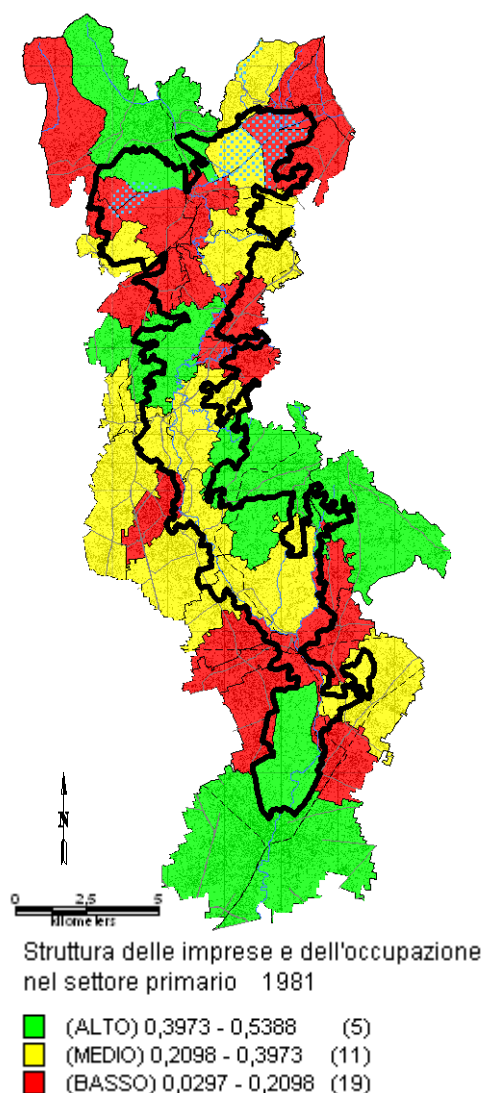 N
0 2,5 5
kilometers
Struttura delle imprese e dell'occupazione
nel settore primario 1981
(ALTO) 0,3973 - 0,5388 (5)
(MEDIO) 0,2098 - 0,3973 (11)
(BASSO) 0,0297 - 0,2098 (19)